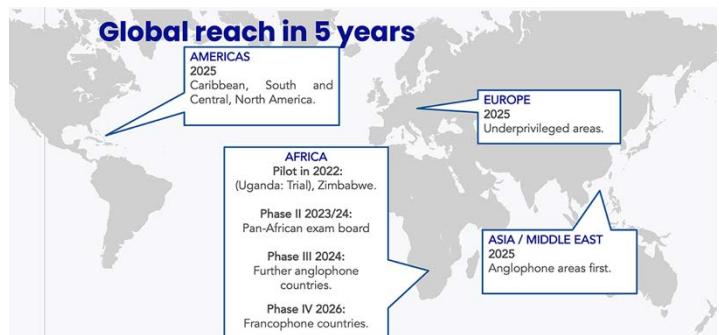 Global reach in 5 years
AMERICAS
2025
Caribbean, South and
Central, North America.
EUROPE
2025
Underprivileged areas.
AFRICA
Pilot in 2022:
(Uganda: Trial), Zimbabwe.
Phase II 2023/24:
Pan-African exam board
Phase III 2024:
Further anglophone
countries.
Phase IV 2026:
Francophone countries.
ASIA / MIDDLE EAST
2025
Anglophone areas first.